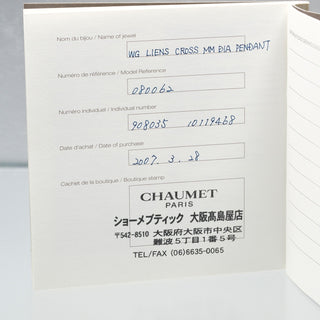 Nom du bijou / Name of jewel
WG LIENS CROSS MM DIA PENDANT
Numéro de référence / Model Reference
080062
Numéro individuel / Individual number
908035 10119468
Date d'achat / Date of purchase
2007. 3. 28
Cachet de la boutique / Boutique stamp
CHAUMET
PARIS
ショーメブティック 大阪髙島屋店
〒542-8510 大阪府大阪市中央区
難波５丁目１番５号
TEL/FAX (06)6635-0065